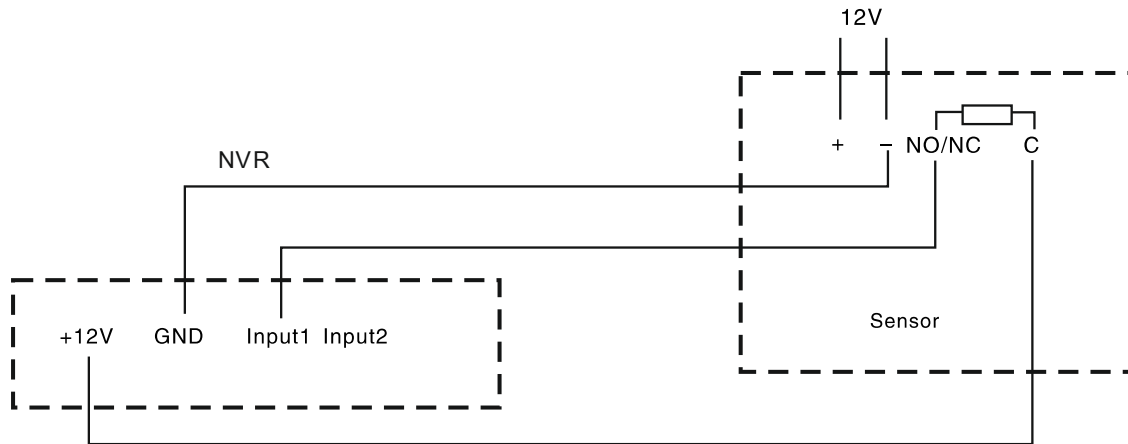 12V
+ – NO/NC C
NVR
Sensor
+12V GND Input1 Input2